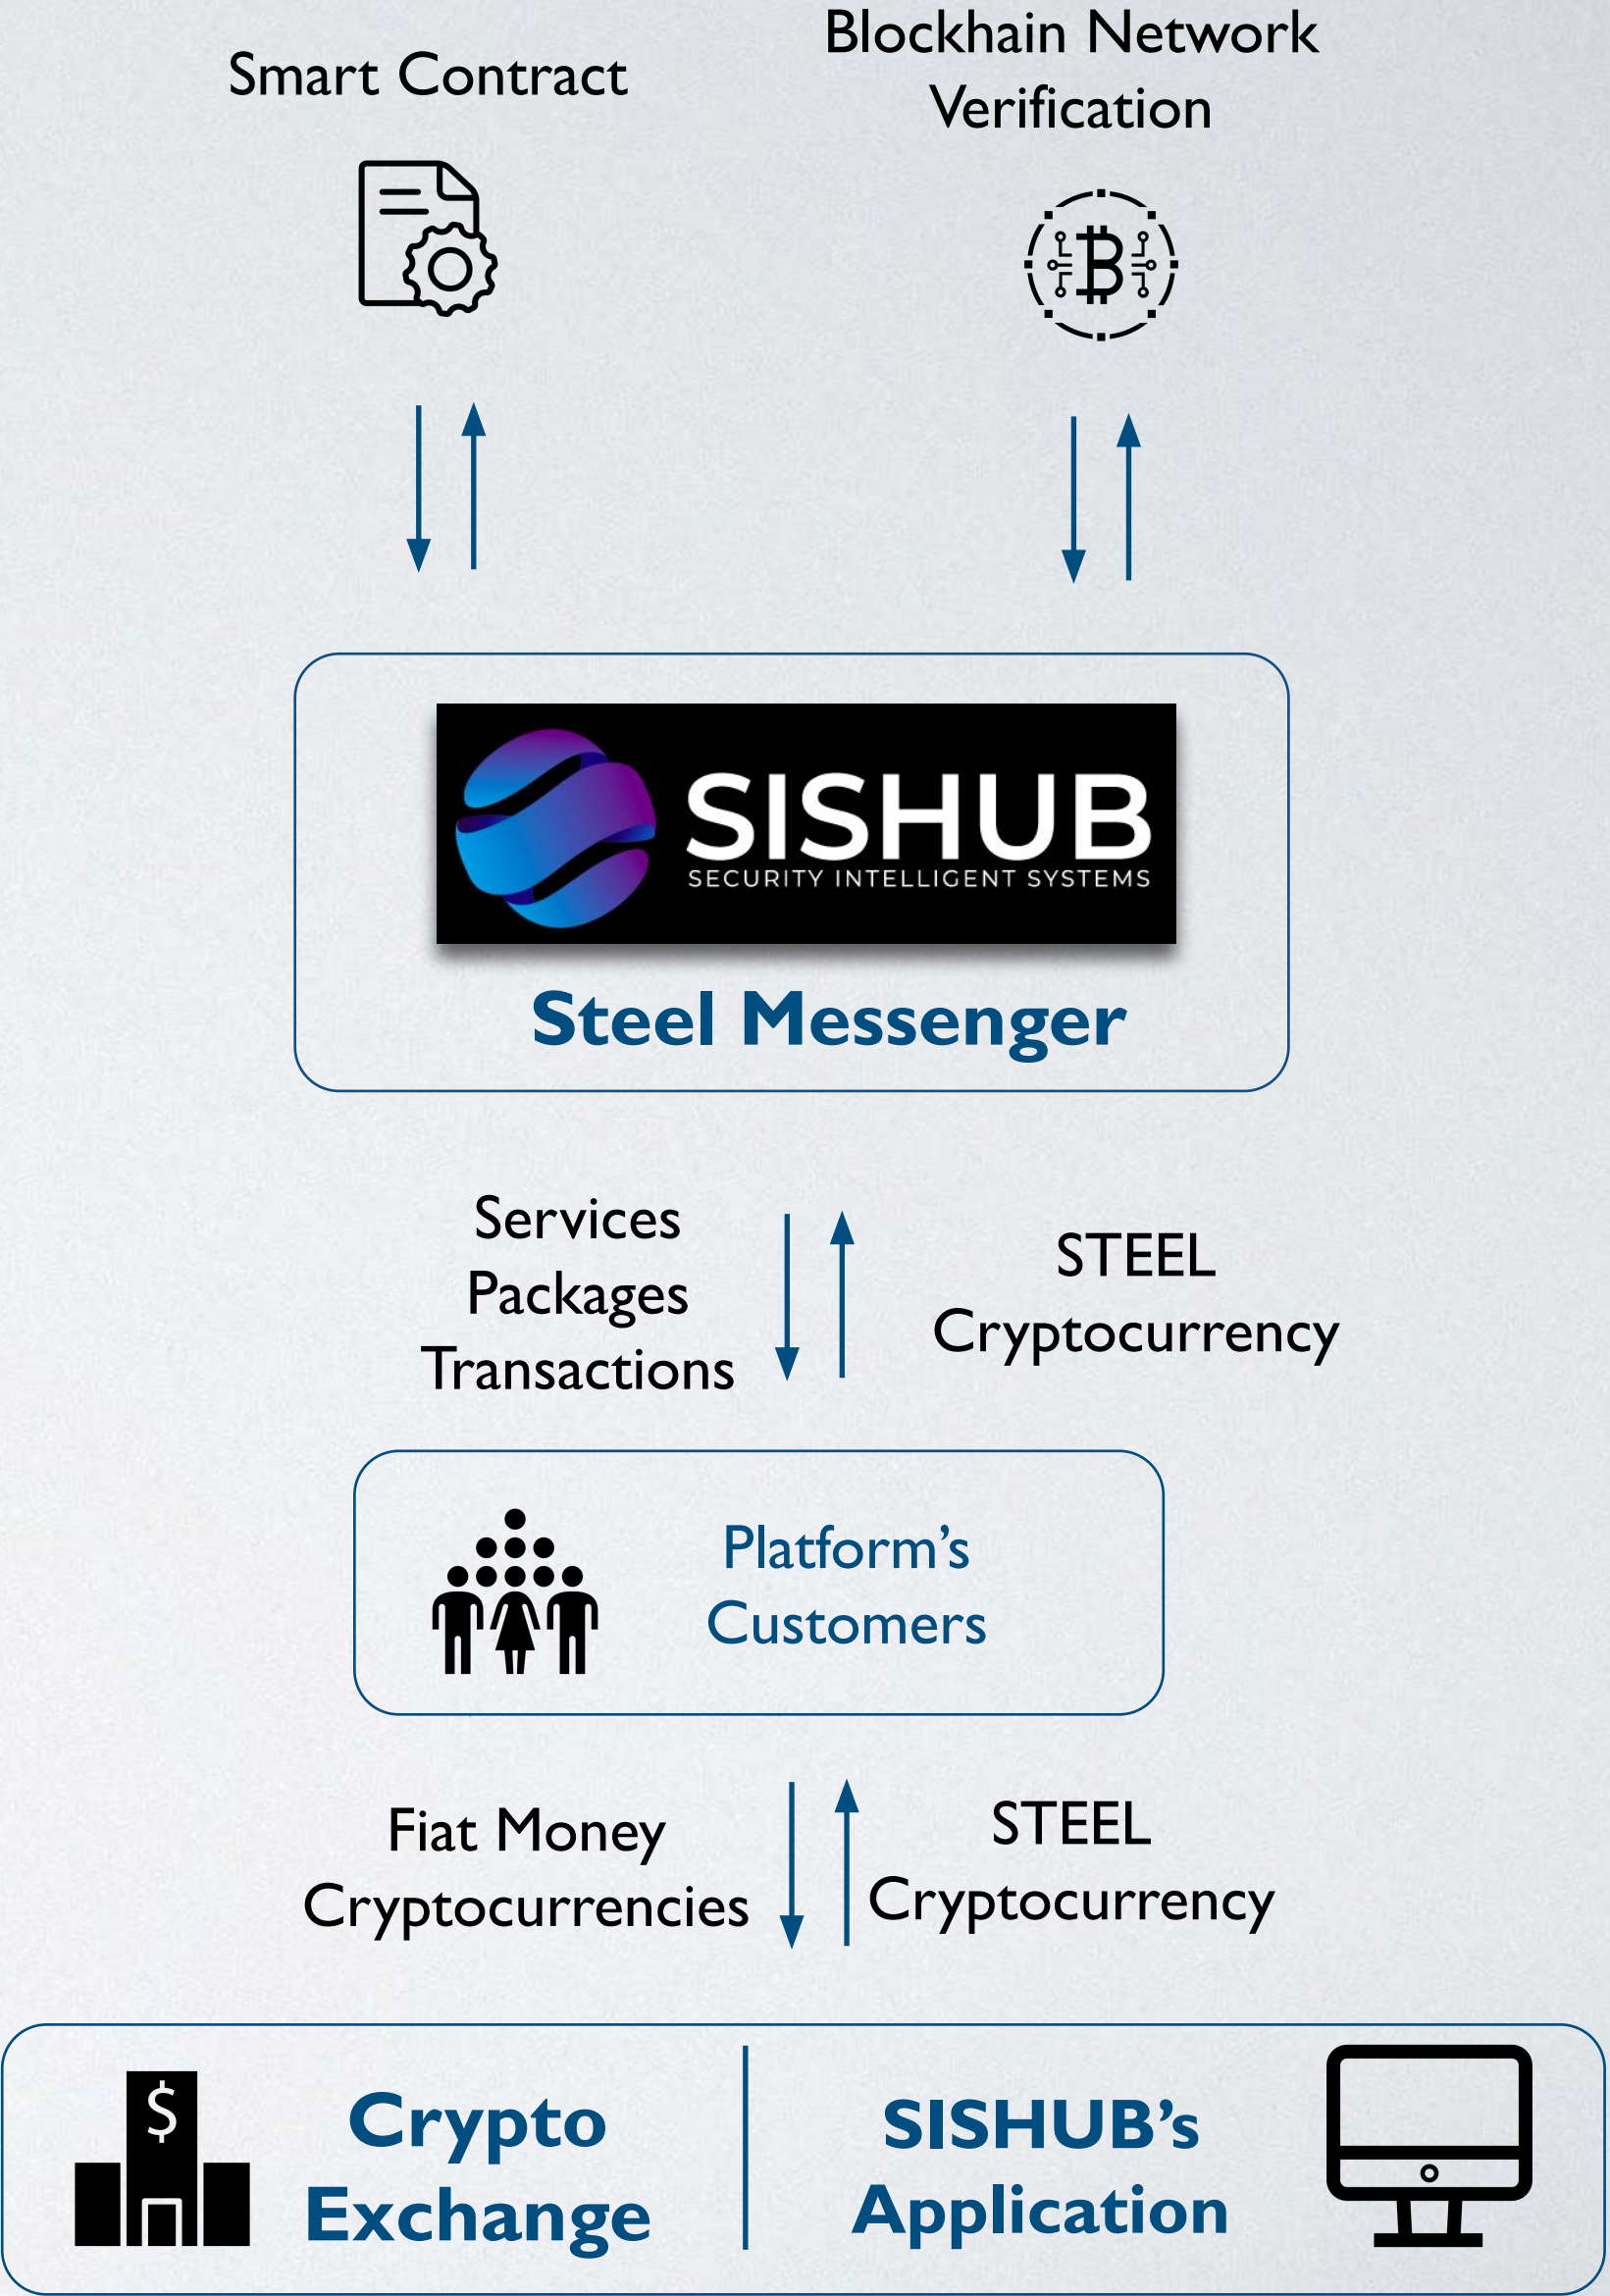 Smart Contract
Blockhain Network
Verification
SISHUB
SECURITY INTELLIGENT SYSTEMS
Steel Messenger
Services
Packages
Transactions
STEEL
Cryptocurrency
Platform’s
Customers
Fiat Money
Cryptocurrencies
STEEL
Cryptocurrency
$
Crypto
Exchange
SISHUB’s
Application